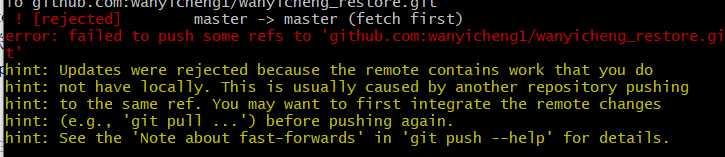 To github.com:wanyicheng1/wanyicheng_restore.git
! [rejected]        master -> master (fetch first)
error: failed to push some refs to 'github.com:wanyicheng1/wanyicheng_restore.gi
t'
hint: Updates were rejected because the remote contains work that you do
hint: not have locally. This is usually caused by another repository pushing
hint: to the same ref. You may want to first integrate the remote changes
hint: (e.g., 'git pull ...') before pushing again.
hint: See the 'Note about fast-forwards' in 'git push --help' for details.